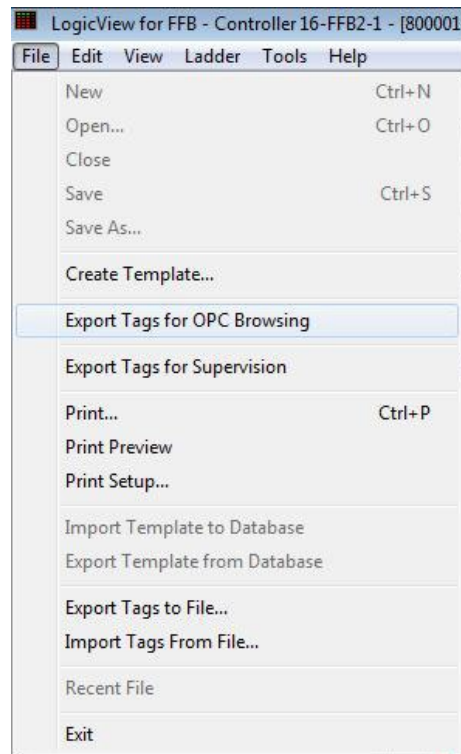 LogicView for FFB - Controller 16-FFB2-1 - [800001
File Edit View Ladder Tools Help
New Ctrl+N
Open... Ctrl+O
Close
Save Ctrl+S
Save As...
Create Template...
Export Tags for OPC Browsing
Export Tags for Supervision
Print... Ctrl+P
Print Preview
Print Setup...
Import Template to Database
Export Template from Database
Export Tags to File...
Import Tags From File...
Recent File
Exit